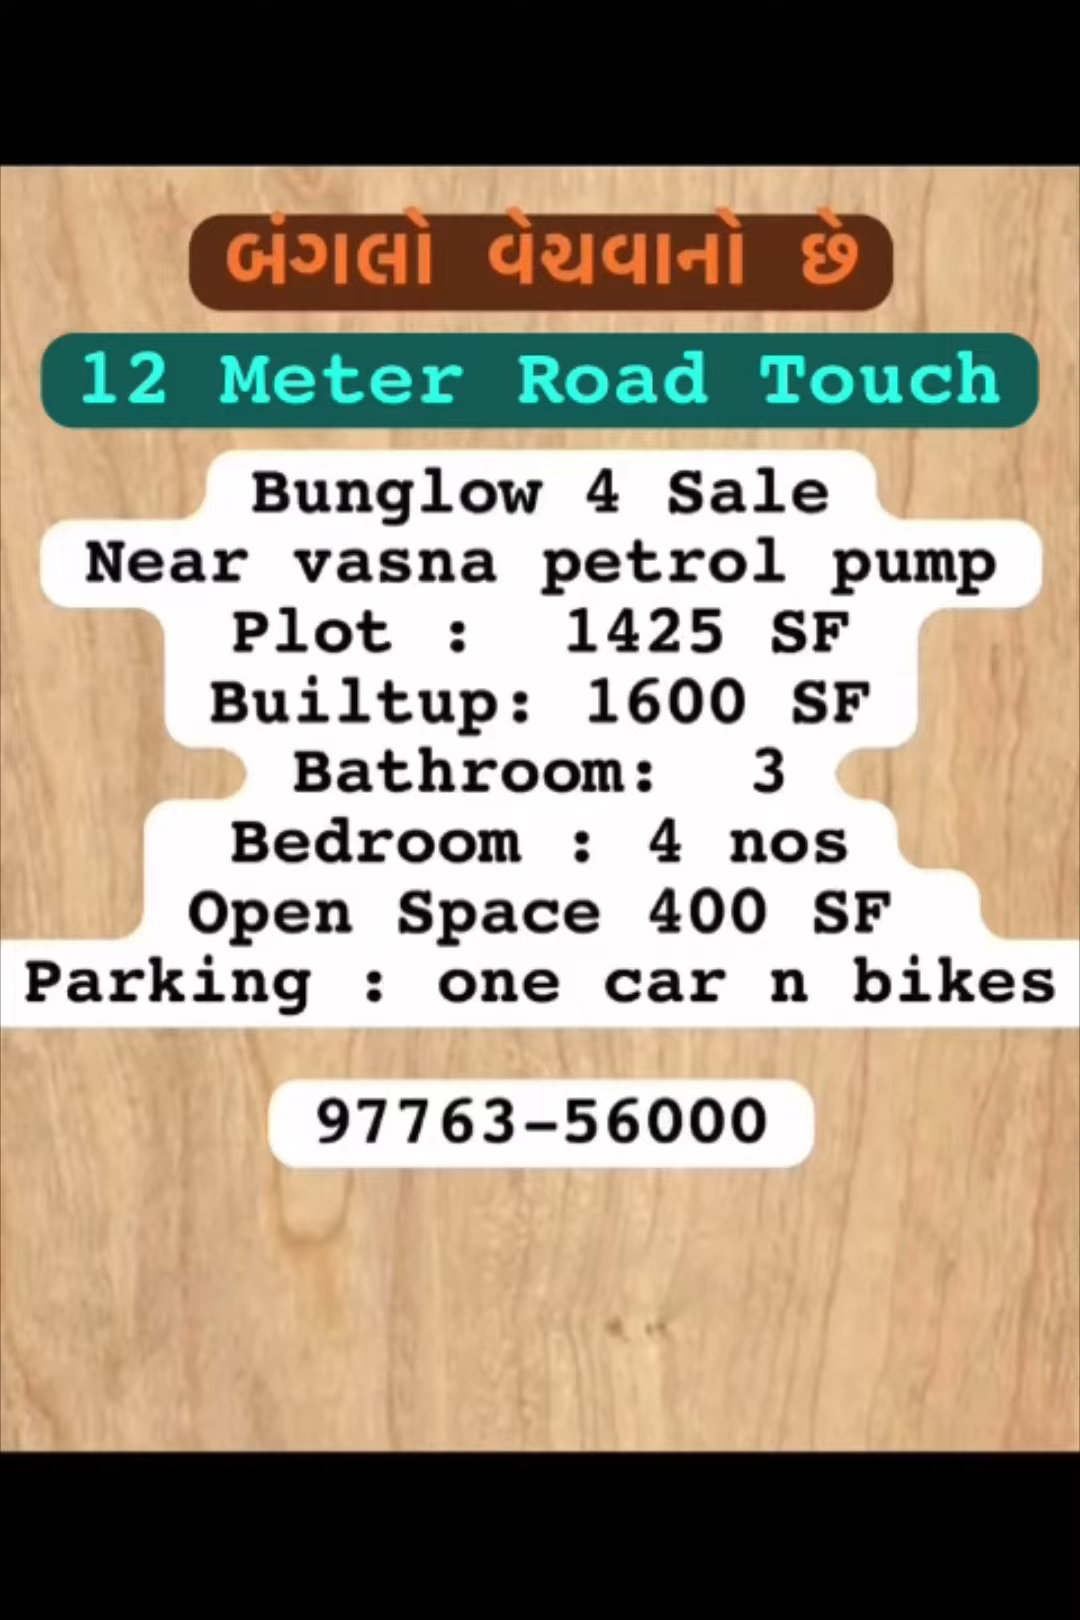 બંગલો વેચવાનો છે
12 Meter Road Touch
Bunglow 4 Sale
Near vasna petrol pump
Plot : 1425 SF
Builtup: 1600 SF
Bathroom: 3
Bedroom : 4 nos
Open Space 400 SF
Parking : one car n bikes
97763-56000